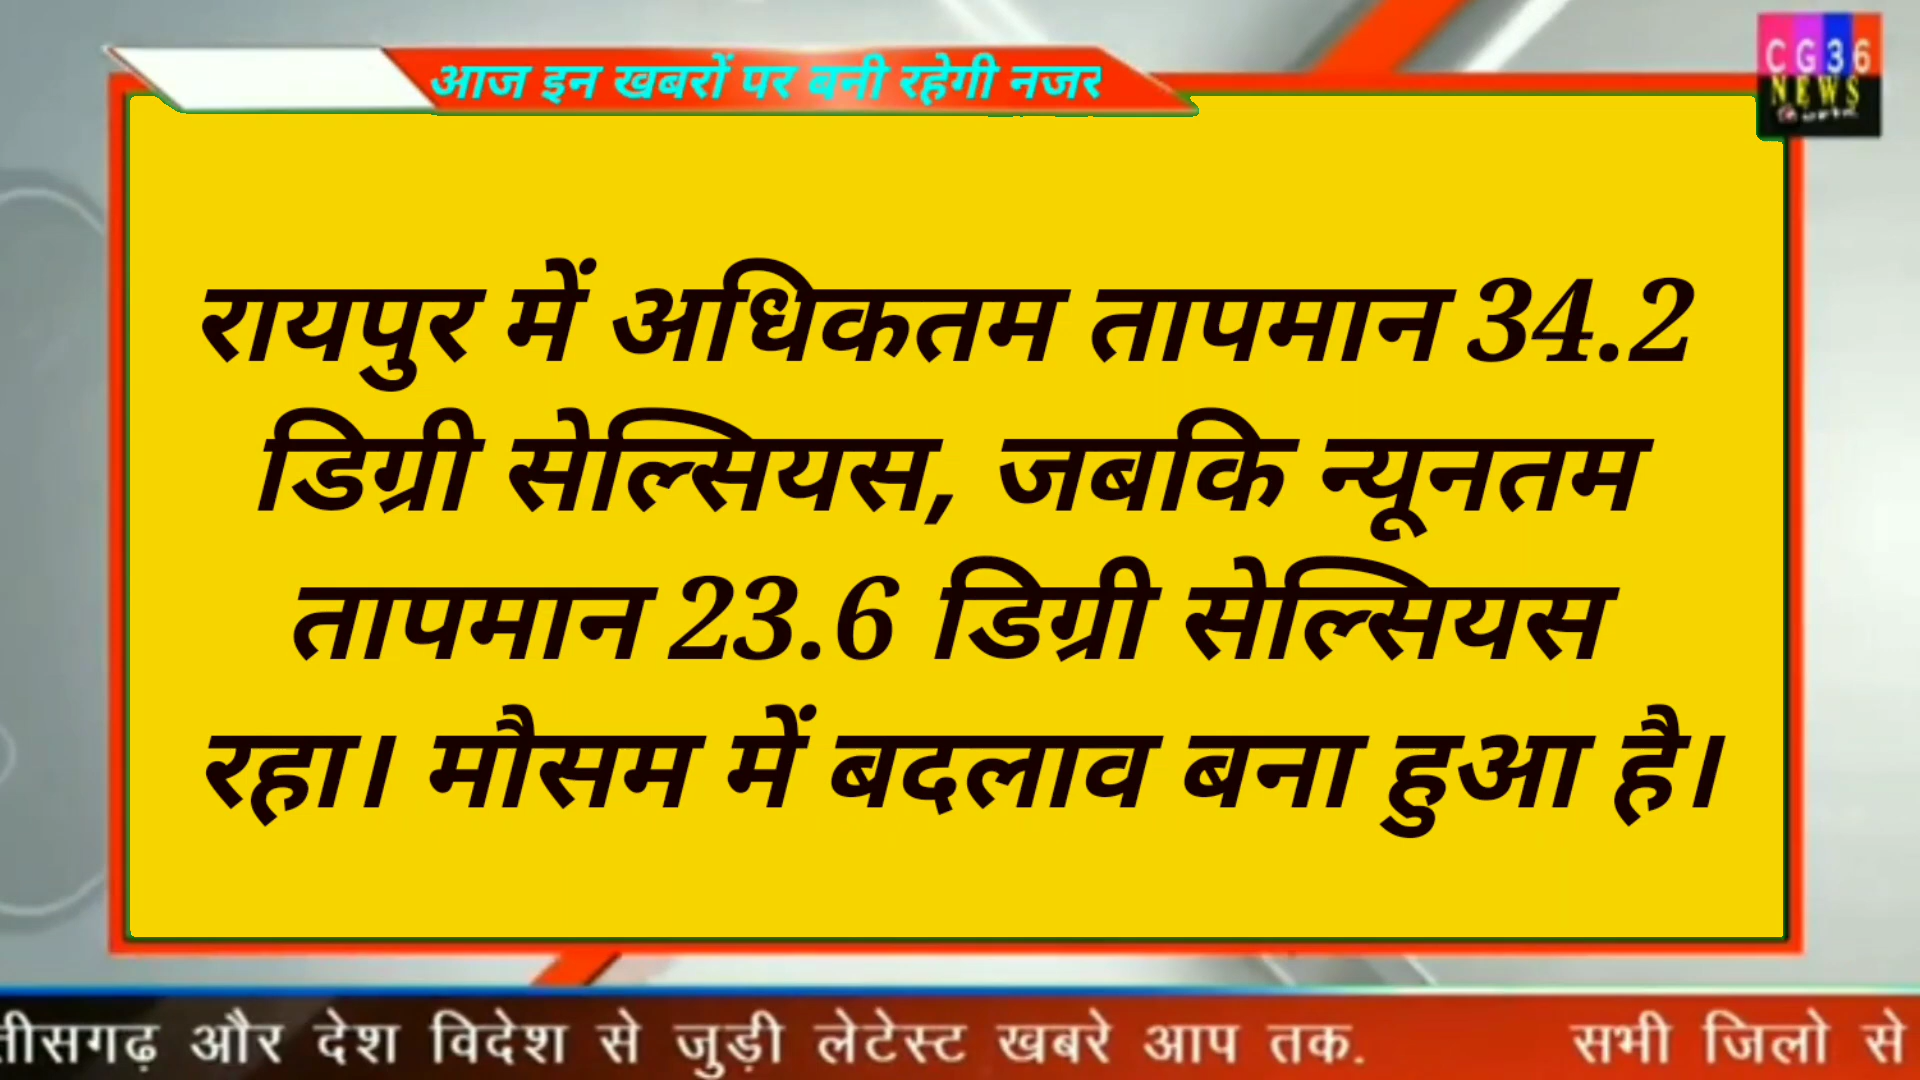 आज इन खबरों पर बनी रहेगी नजर
CG36
NEWS
रायपुर में अधिकतम तापमान 34.2
डिग्री सेल्सियस, जबकि न्यूनतम
तापमान 23.6 डिग्री सेल्सियस
रहा। मौसम में बदलाव बना हुआ है।
तीसगढ़ और देश विदेश से जुड़ी लेटेस्ट खबरे आप तक. सभी जिलो से